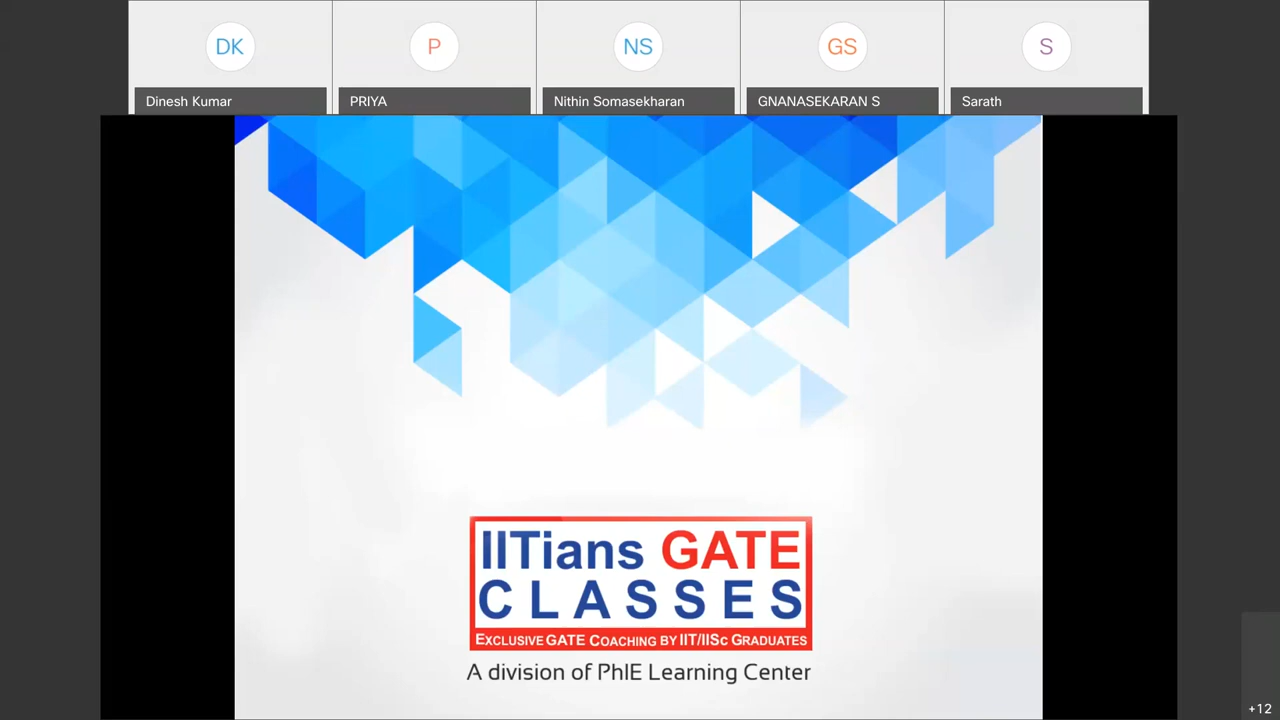 DK
P
NS
GS
S
Dinesh Kumar
PRIYA
Nithin Somasekharan
GNANASEKARAN S
Sarath
IITians GATE
CLASSES
EXCLUSIVE GATE COACHING BY IIT/IISc GRADUATES
A division of PhIE Learning Center
+12